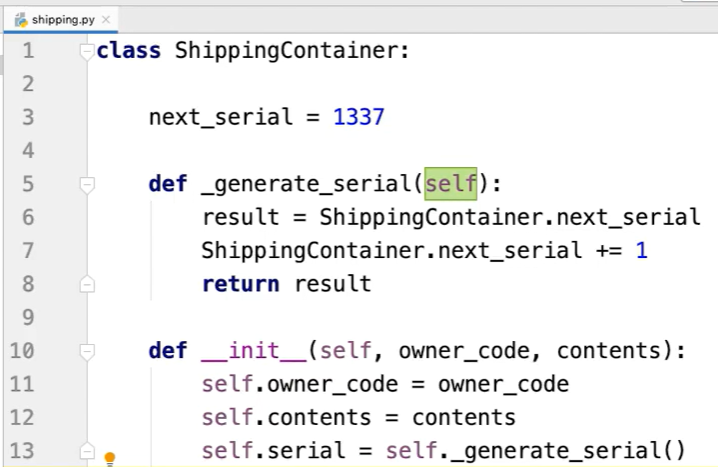 shipping.py
1 class ShippingContainer:
2
3 next_serial = 1337
4
5 def _generate_serial(self):
6 result = ShippingContainer.next_serial
7 ShippingContainer.next_serial += 1
8 return result
9
10 def __init__(self, owner_code, contents):
11 self.owner_code = owner_code
12 self.contents = contents
13 self.serial = self._generate_serial()